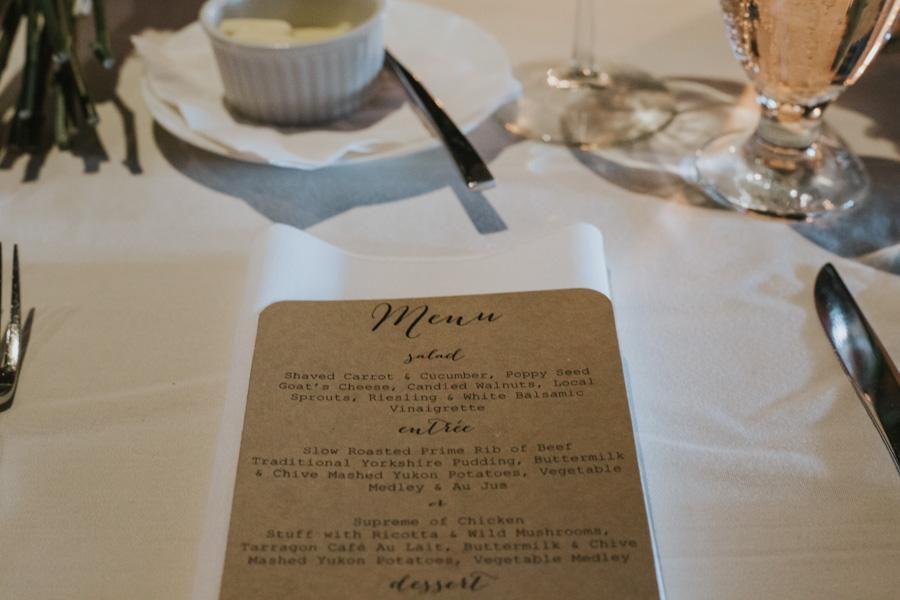 Menu
salad
Shaved Carrot & Cucumber, Poppy Seed
Goat's Cheese, Candied Walnuts, Local
Sprouts, Riesling & White Balsamic
Vinaigrette
entrée
Slow Roasted Prime Rib of Beef
Traditional Yorkshire Pudding, Buttermilk
& Chive Mashed Yukon Potatoes, Vegetable
Medley & Au Jus
or
Supreme of Chicken
Stuff with Ricotta & Wild Mushrooms,
Tarragon Café Au Lait, Buttermilk & Chive
Mashed Yukon Potatoes, Vegetable Medley
dessert